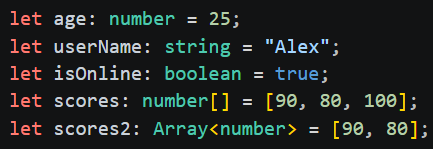 let age: number = 25;
let userName: string = "Alex";
let isOnline: boolean = true;
let scores: number[] = [90, 80, 100];
let scores2: Array<number> = [90, 80];